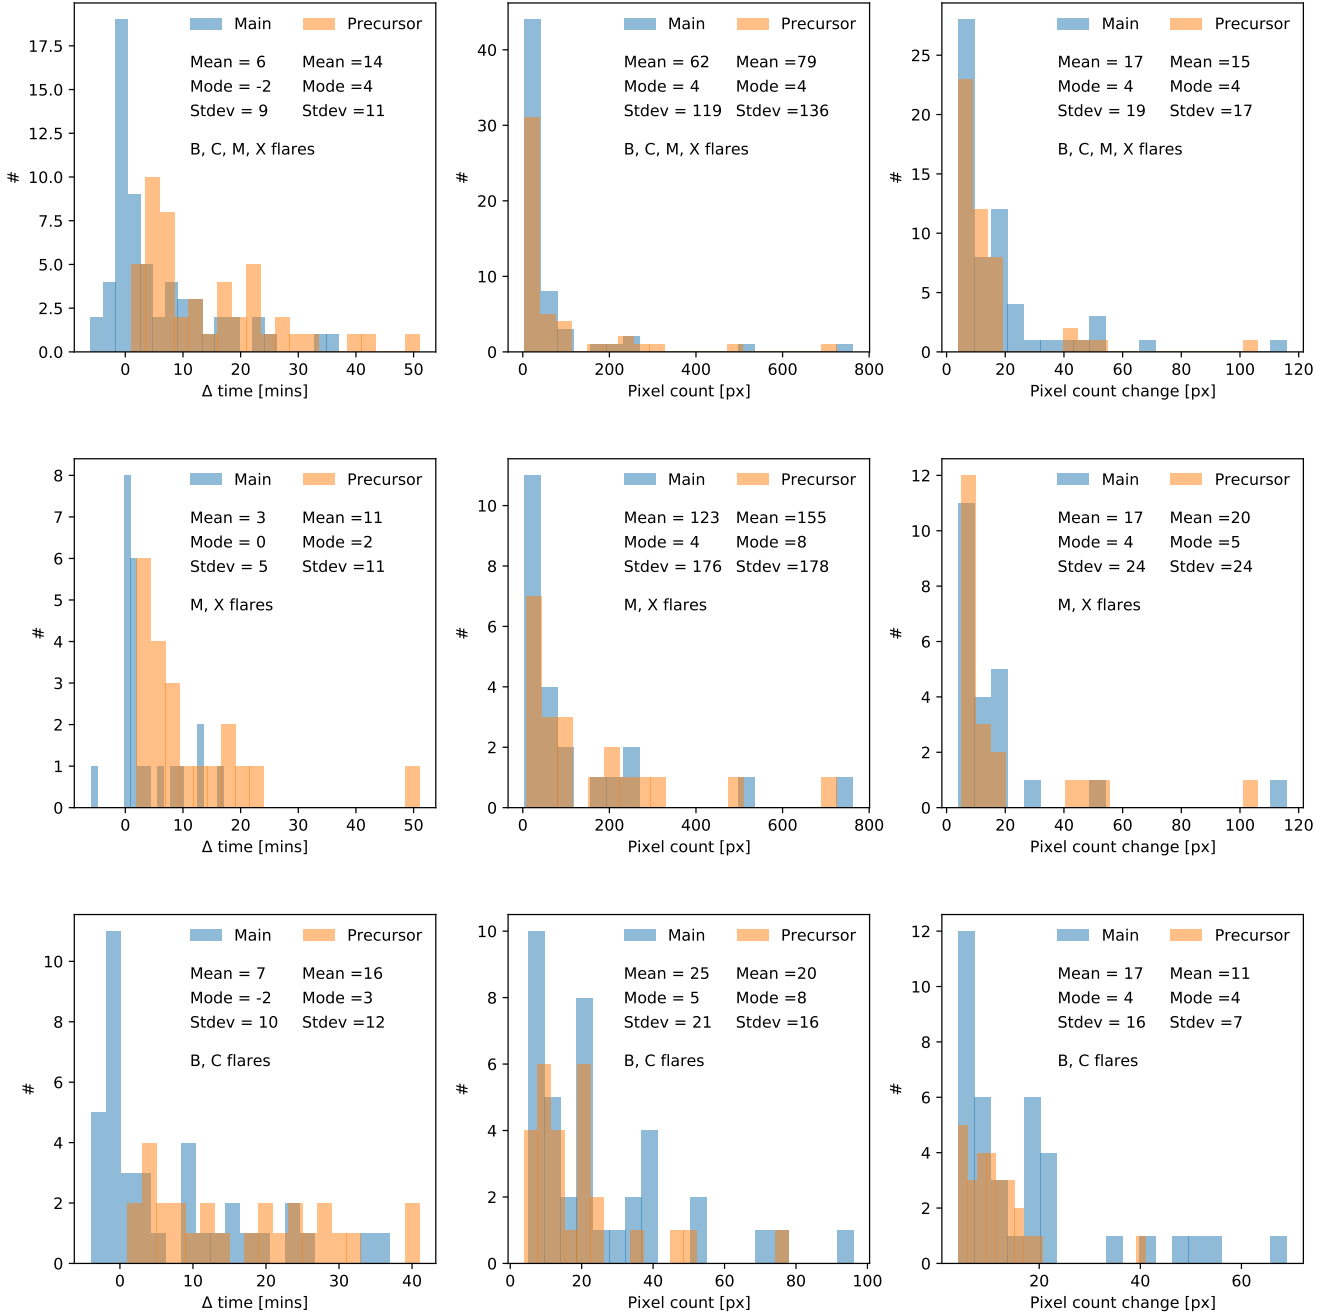 Main Precursor
Mean = 6 Mean =14
Mode = -2 Mode =4
Stdev = 9 Stdev =11
B, C, M, X flares
#
17.5
15.0
12.5
10.0
7.5
5.0
2.5
0.0
0 10 20 30 40 50
Δ time [mins]
Main Precursor
Mean = 62 Mean =79
Mode = 4 Mode =4
Stdev = 119 Stdev =136
B, C, M, X flares
#
40
30
20
10
0
0 200 400 600 800
Pixel count [px]
Main Precursor
Mean = 17 Mean =15
Mode = 4 Mode =4
Stdev = 19 Stdev =17
B, C, M, X flares
#
25
20
15
10
5
0
0 20 40 60 80 100 120
Pixel count change [px]
Main Precursor
Mean = 3 Mean =11
Mode = 0 Mode =2
Stdev = 5 Stdev =11
M, X flares
#
8
7
6
5
4
3
2
1
0
0 10 20 30 40 50
Δ time [mins]
Main Precursor
Mean = 123 Mean =155
Mode = 4 Mode =8
Stdev = 176 Stdev =178
M, X flares
#
10
8
6
4
2
0
0 200 400 600 800
Pixel count [px]
Main Precursor
Mean = 17 Mean =20
Mode = 4 Mode =5
Stdev = 24 Stdev =24
M, X flares
#
12
10
8
6
4
2
0
0 20 40 60 80 100 120
Pixel count change [px]
Main Precursor
Mean = 7 Mean =16
Mode = -2 Mode =3
Stdev = 10 Stdev =12
B, C flares
#
10
8
6
4
2
0
0 10 20 30 40
Δ time [mins]
Main Precursor
Mean = 25 Mean =20
Mode = 5 Mode =8
Stdev = 21 Stdev =16
B, C flares
#
10
8
6
4
2
0
0 20 40 60 80 100
Pixel count [px]
Main Precursor
Mean = 17 Mean =11
Mode = 4 Mode =4
Stdev = 16 Stdev =7
B, C flares
#
12
10
8
6
4
2
0
20 40 60
Pixel count change [px]